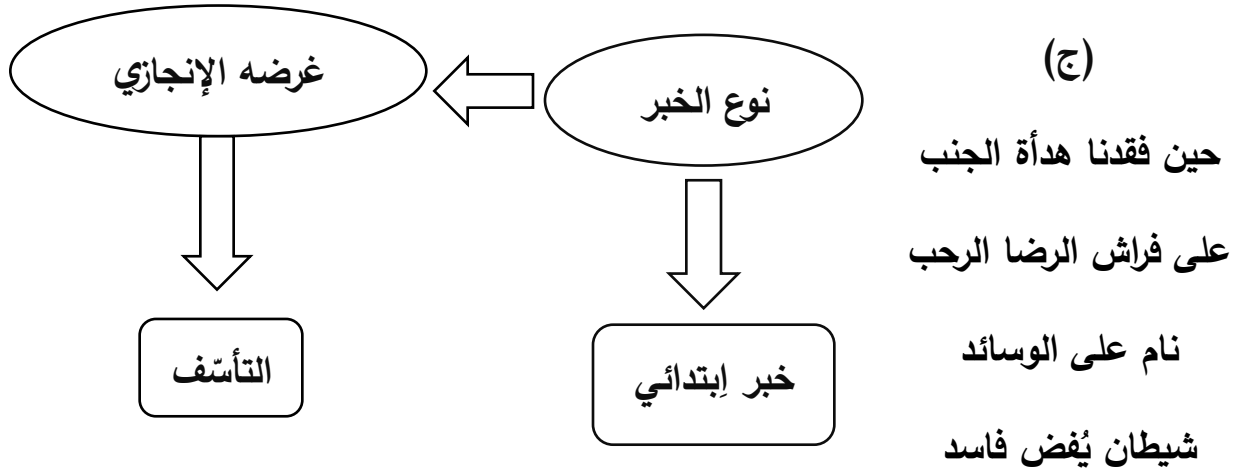 (ج)
حين فقدنا هدأة الجنب
على فراش الرضا الرحب
نام على الوسائد
شيطان يُفض فاسد
نوع الخبر
غرضه الإنجازي
خبر اِبتدائي
التأسّف